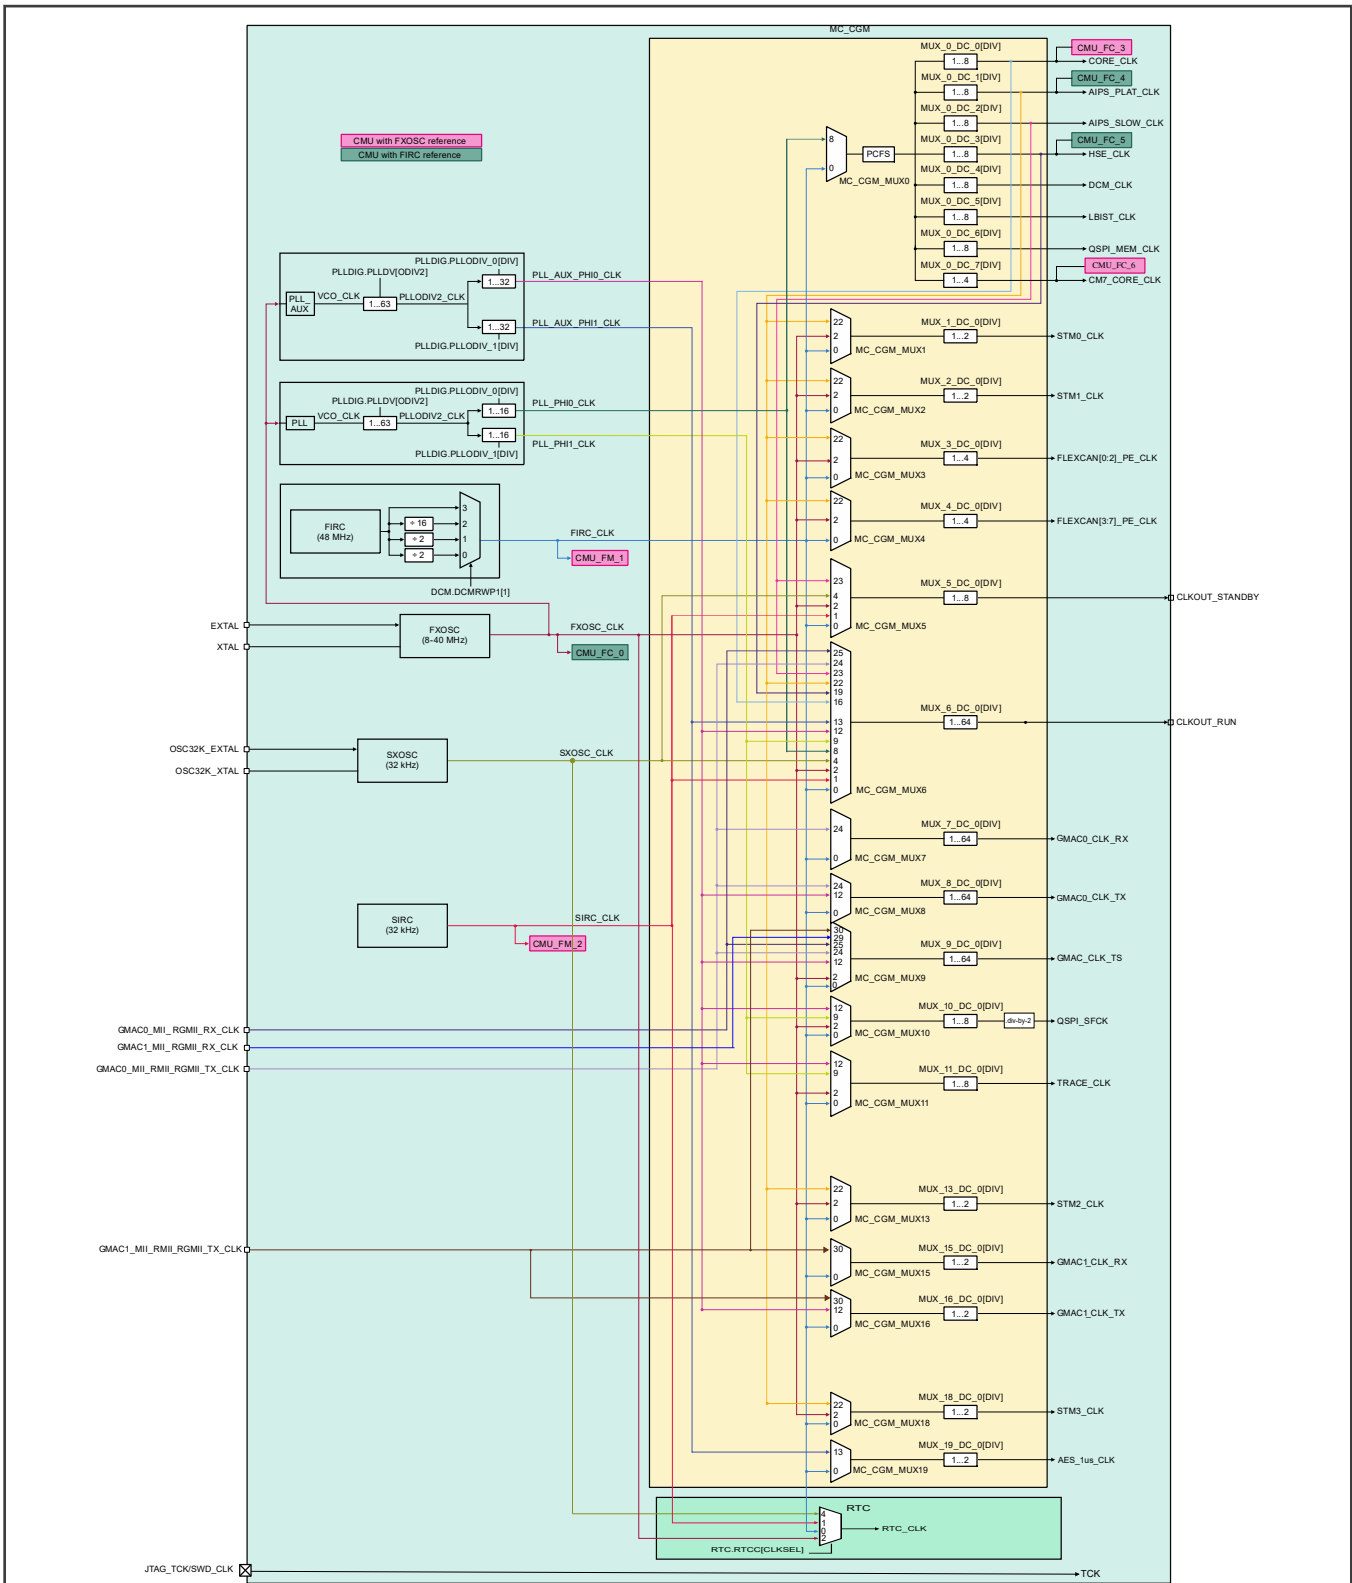 MC_CGM
MUX_0_DC_0[DIV]
1...8
CMU_FC_3
CORE_CLK
MUX_0_DC_1[DIV]
1...8
CMU_FC_4
AIPS_PLAT_CLK
MUX_0_DC_2[DIV]
1...8
AIPS_SLOW_CLK
CMU with FXOSC reference
CMU with FIRC reference
8
0
MC_CGM_MUX0
PCFS
MUX_0_DC_3[DIV]
1...8
CMU_FC_5
HSE_CLK
MUX_0_DC_4[DIV]
1...8
DCM_CLK
MUX_0_DC_5[DIV]
1...8
LBIST_CLK
MUX_0_DC_6[DIV]
1...8
QSPI_MEM_CLK
MUX_0_DC_7[DIV]
1...4
CMU_FC_6
CM7_CORE_CLK
PLLDIG.PLLODIV_0[DIV]
PLLDIG.PLLDV[ODIV2]
PLL_
AUX
VCO_CLK
1...63
PLLODIV2_CLK
1...32
PLL_AUX_PHI0_CLK
1...32
PLL_AUX_PHI1_CLK
PLLDIG.PLLODIV_1[DIV]
22
2
0
MC_CGM_MUX1
MUX_1_DC_0[DIV]
1...2
STM0_CLK
PLLDIG.PLLODIV_0[DIV]
PLLDIG.PLLDV[ODIV2]
PLL
VCO_CLK
1...63
PLLODIV2_CLK
1...16
PLL_PHI0_CLK
1...16
PLL_PHI1_CLK
PLLDIG.PLLODIV_1[DIV]
22
2
0
MC_CGM_MUX2
MUX_2_DC_0[DIV]
1...2
STM1_CLK
22
2
0
MC_CGM_MUX3
MUX_3_DC_0[DIV]
1...4
FLEXCAN[0:2]_PE_CLK
FIRC
(48 MHz)
÷ 16
÷ 2
÷ 2
3
2
1
0
DCM.DCMRWP1[1]
FIRC_CLK
CMU_FM_1
22
2
0
MC_CGM_MUX4
MUX_4_DC_0[DIV]
1...4
FLEXCAN[3:7]_PE_CLK
23
4
2
1
0
MC_CGM_MUX5
MUX_5_DC_0[DIV]
1...8
CLKOUT_STANDBY
EXTAL
XTAL
FXOSC
(8-40 MHz)
FXOSC_CLK
CMU_FC_0
25
24
23
22
19
16
13
12
9
8
4
2
1
0
MC_CGM_MUX6
MUX_6_DC_0[DIV]
1...64
CLKOUT_RUN
OSC32K_EXTAL
OSC32K_XTAL
SXOSC
(32 kHz)
SXOSC_CLK
24
0
MC_CGM_MUX7
MUX_7_DC_0[DIV]
1...64
GMAC0_CLK_RX
24
12
0
MC_CGM_MUX8
MUX_8_DC_0[DIV]
1...64
GMAC0_CLK_TX
SIRC
(32 kHz)
SIRC_CLK
CMU_FM_2
30
29
25
24
12
2
0
MC_CGM_MUX9
MUX_9_DC_0[DIV]
1...64
GMAC_CLK_TS
GMAC0_MII_RGMII_RX_CLK
GMAC1_MII_RGMII_RX_CLK
GMAC0_MII_RMII_RGMII_TX_CLK
12
9
2
0
MC_CGM_MUX10
MUX_10_DC_0[DIV]
1...8
div-by-2
QSPI_SFCK
12
9
2
0
MC_CGM_MUX11
MUX_11_DC_0[DIV]
1...8
TRACE_CLK
22
2
0
MC_CGM_MUX13
MUX_13_DC_0[DIV]
1...2
STM2_CLK
GMAC1_MII_RMII_RGMII_TX_CLK
30
0
MC_CGM_MUX15
MUX_15_DC_0[DIV]
1...2
GMAC1_CLK_RX
30
12
0
MC_CGM_MUX16
MUX_16_DC_0[DIV]
1...2
GMAC1_CLK_TX
22
2
0
MC_CGM_MUX18
MUX_18_DC_0[DIV]
1...2
STM3_CLK
13
0
MC_CGM_MUX19
MUX_19_DC_0[DIV]
1...2
AES_1us_CLK
RTC
4
1
0
2
RTC_CLK
RTC.RTCC[CLKSEL]
JTAG_TCK/SWD_CLK
TCK